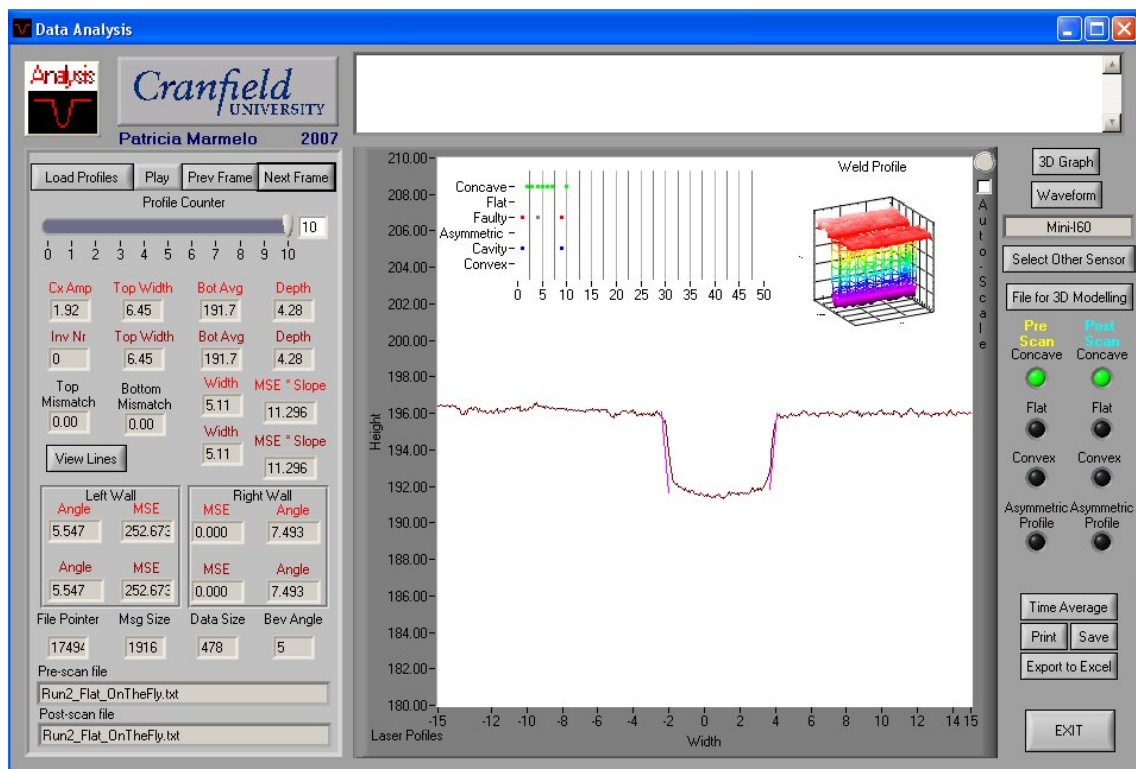 Data Analysis
Analysis
Cranfield
UNIVERSITY
Patricia Marmelo 2007
Load Profiles Play Prev Frame Next Frame
Profile Counter
10
0 1 2 3 4 5 6 7 8 9 10
Cx Amp Top Width Bot Avg Depth
1.92 6.45 191.7 4.28
Inv Nr Top Width Bot Avg Depth
0 6.45 191.7 4.28
Top Mismatch Bottom Mismatch Width MSE * Slope
0.00 0.00 5.11 11.296
Width MSE * Slope
5.11 11.296
View Lines
Left Wall Right Wall
Angle MSE MSE Angle
5.547 252.673 0.000 7.493
Angle MSE MSE Angle
5.547 252.673 0.000 7.493
File Pointer Msg Size Data Size Bev Angle
1749 1916 478 5
Pre-scan file
Run2_Flat_OnTheFly.txt
Post-scan file
Run2_Flat_OnTheFly.txt
210.00
208.00
206.00
204.00
202.00
200.00
198.00
196.00
194.00
192.00
190.00
188.00
186.00
184.00
182.00
180.00
Height
-15 -12 -10 -8 -6 -4 -2 0 2 4 6 8 10 12 14 15
Width
Laser Pofiles
Concave
Flat
Faulty
Asymmetric
Cavity
Convex
0 5 10 15 20 25 30 35 40 45 50
Weld Profile
Auto-Scale
3D Graph
Waveform
Mini-I60
Select Other Sensor
File for 3D Modelling
Pre Scan Post Scan
Concave Concave
Flat Flat
Convex Convex
Asymmetric Profile Asymmetric Profile
Time Average
Print Save
Export to Excel
EXIT